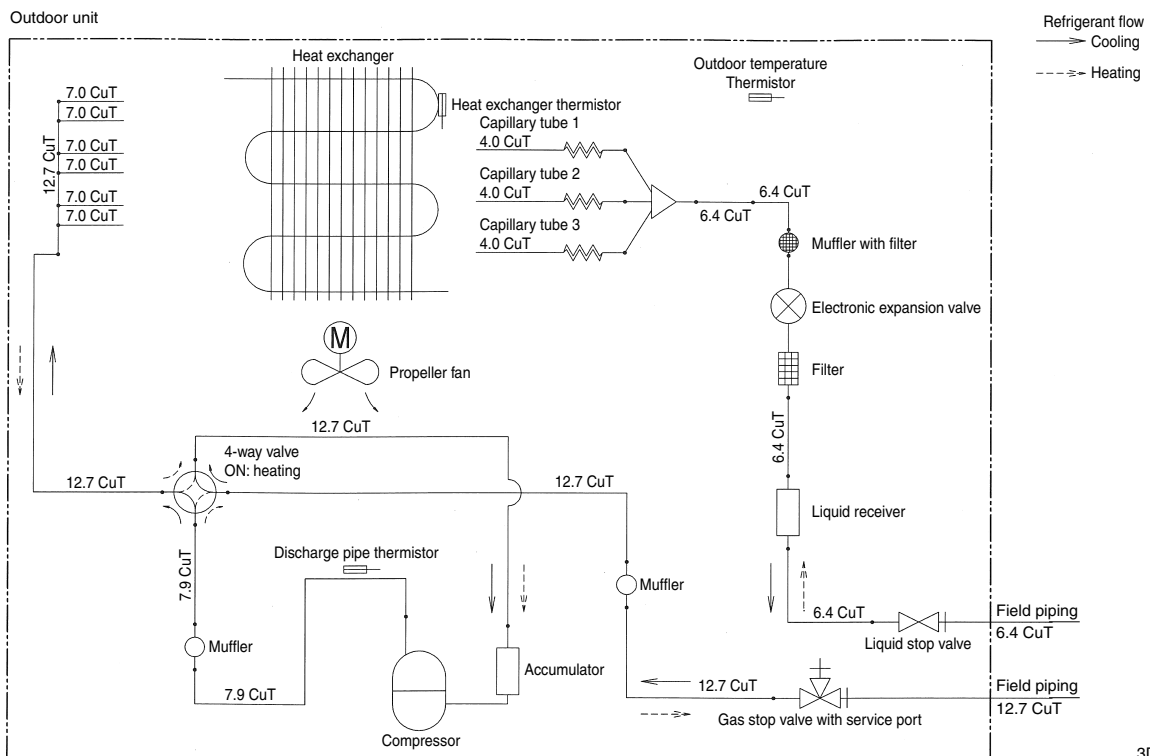 Outdoor unit
Refrigerant flow
Cooling
Heating
Heat exchanger
Outdoor temperature
Thermistor
7.0 CuT
7.0 CuT
7.0 CuT
7.0 CuT
7.0 CuT
7.0 CuT
12.7 CuT
Heat exchanger thermistor
Capillary tube 1
4.0 CuT
Capillary tube 2
4.0 CuT
Capillary tube 3
4.0 CuT
6.4 CuT
6.4 CuT
Muffler with filter
Electronic expansion valve
Filter
M
Propeller fan
12.7 CuT
4-way valve
ON: heating
6.4 CuT
12.7 CuT
12.7 CuT
Liquid receiver
7.9 CuT
Discharge pipe thermistor
Muffler
Muffler
6.4 CuT
Field piping
6.4 CuT
Liquid stop valve
Accumulator
7.9 CuT
12.7 CuT
Field piping
12.7 CuT
Gas stop valve with service port
Compressor